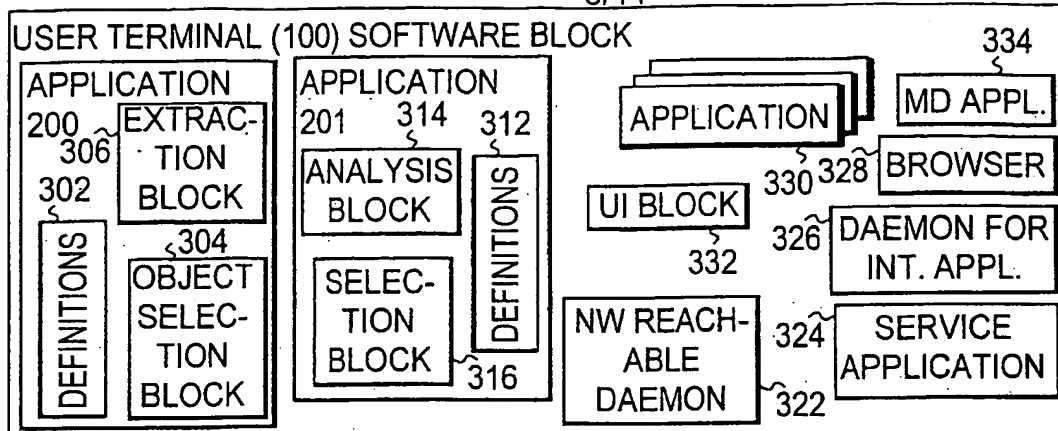 USER TERMINAL (100) SOFTWARE BLOCK
APPLICATION
200
306
EXTRAC-
TION
BLOCK
302
DEFINITIONS
304
OBJECT
SELEC-
TION
BLOCK
APPLICATION
201
314
312
ANALYSIS
BLOCK
DEFINITIONS
SELEC-
TION
BLOCK
316
APPLICATION
330
334
MD APPL.
328
BROWSER
UI BLOCK
332
326
DAEMON FOR
INT. APPL.
NW REACH-
ABLE
DAEMON
322
324
SERVICE
APPLICATION